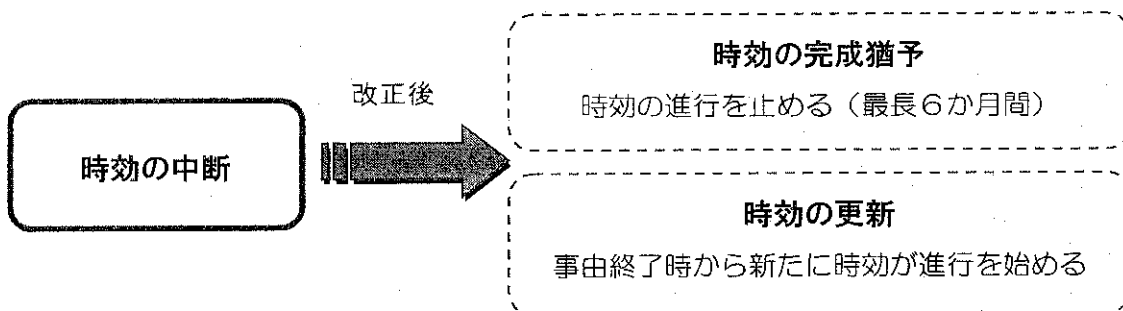 時効の中断
改正後
時効の完成猶予
時効の進行を止める（最長６か月間）
時効の更新
事由終了時から新たに時効が進行を始める